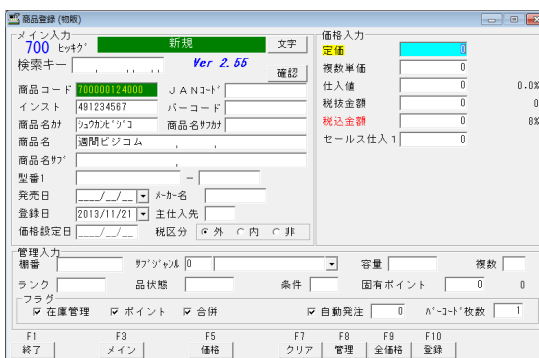 商品登録 (物販)
メイン入力
700 ヒッキグ 新規 文字
検索キー Ver 2.55 確認
商品コード 700000124000 JANコード
インスト 491234567 バーコード
商品名カナ シュウカンビジコ 商品名サブカナ
商品名 週間ビジコム
商品名サブ
型番1 -
発売日 ____/__/__ メーカー名
登録日 2013/11/21 主仕入先
価格設定日 ____/__/__ 税区分 外 内 非
価格入力
定価 0
複数単価 0
仕入値 0 0.0%
税抜金額 0 0
税込金額 0 8%
セールス仕入1 0
管理入力
棚番 サブジャンル 0 容量 複数
ランク 品状態 条件 固有ポイント 0 0
フラグ
在庫管理 ポイント 合併 自動発注 0 バーコード枚数 1
F1 F3 F5 F7 F8 F9 F10
終了 メイン 価格 クリア 管理 全価格 登録